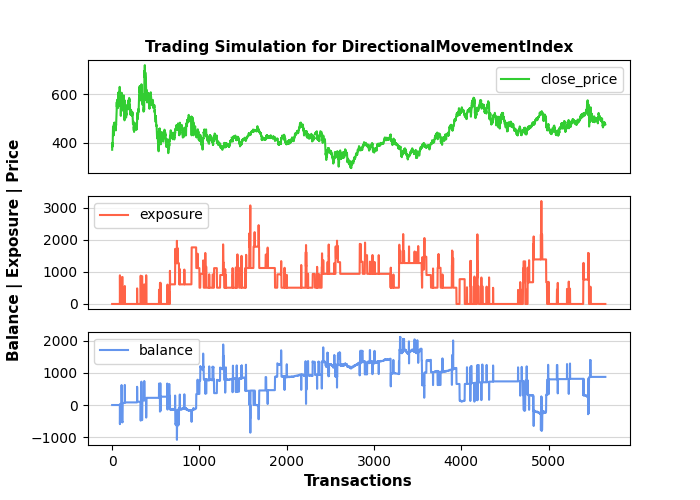 Trading Simulation for DirectionalMovementIndex
close_price
600
400
exposure
3000
2000
1000
0
balance
2000
1000
0
−1000
0 1000 2000 3000 4000 5000
Transactions
Balance | Exposure | Price